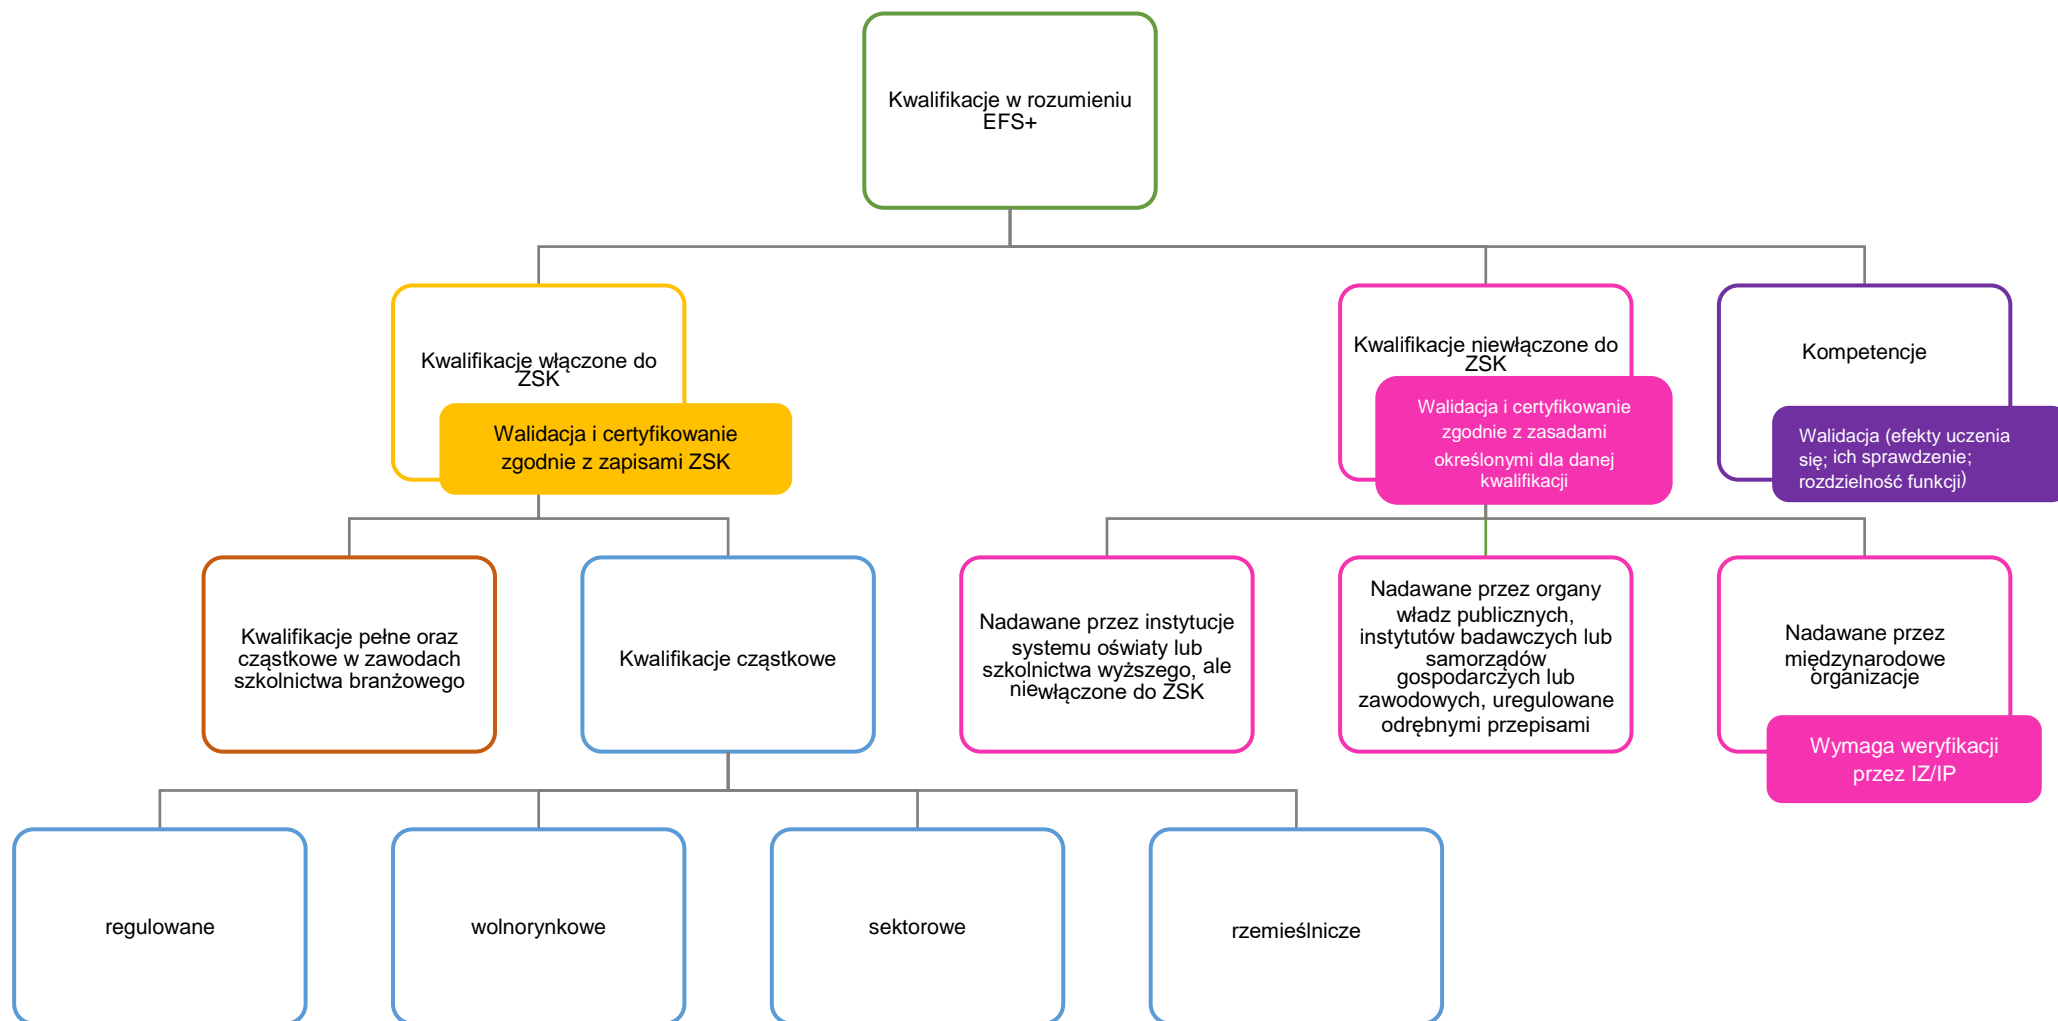 Kwalifikacje w rozumieniu
EFS+
Kwalifikacje włączone do
ZSK
Walidacja i certyfikowanie
zgodnie z zapisami ZSK
Kwalifikacje niewłączone do
ZSK
Walidacja i certyfikowanie
zgodnie z zasadami
określonymi dla danej
kwalifikacji
Kompetencje
Walidacja (efekty uczenia
się; ich sprawdzenie;
rozdzielność funkcji)
Kwalifikacje pełne oraz
cząstkowe w zawodach
szkolnictwa branżowego
Kwalifikacje cząstkowe
Nadawane przez instytucje
systemu oświaty lub
szkolnictwa wyższego, ale
niewłączone do ZSK
Nadawane przez organy
władz publicznych,
instytutów badawczych lub
samorządów
gospodarczych lub
zawodowych, uregulowane
odrębnymi przepisami
Nadawane przez
międzynarodowe
organizacje
Wymaga weryfikacji
przez IZ/IP
regulowane
wolnorynkowe
sektorowe
rzemieślnicze